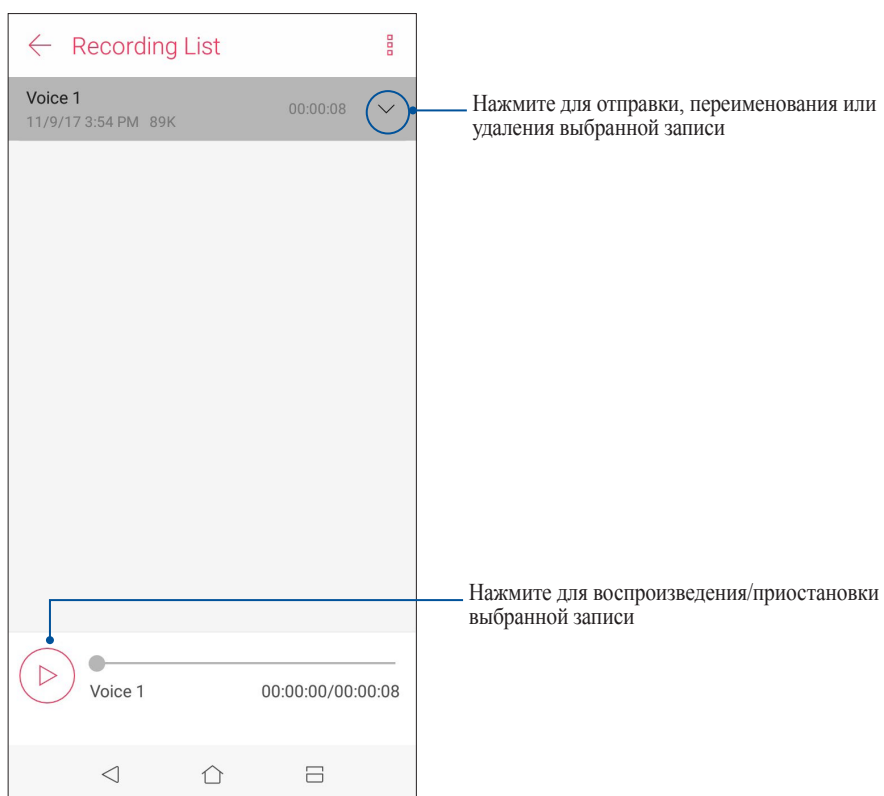 Recording List
Voice 1
11/9/17 3:54 PM 89K
00:00:08
Нажмите для отправки, переименования или
удаления выбранной записи
Нажмите для воспроизведения/приостановки
выбранной записи
Voice 1
00:00:00/00:00:08